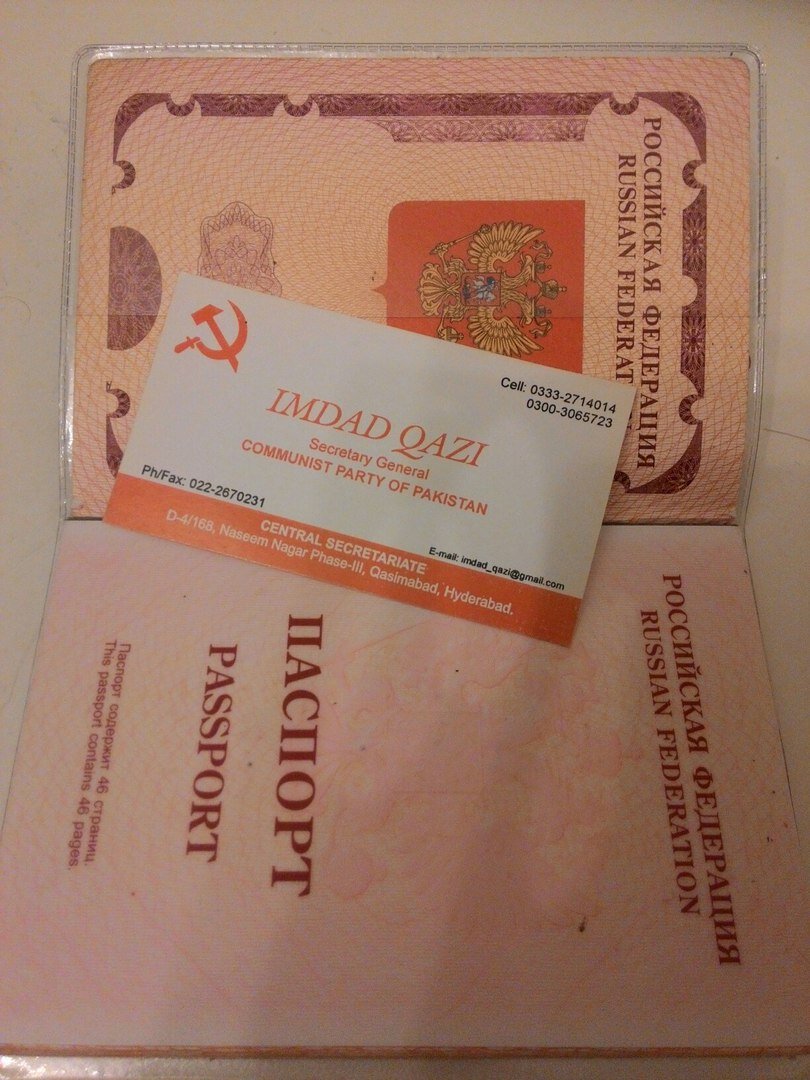 РОССИЙСКАЯ ФЕДЕРАЦИЯ
RUSSIAN
Cell: 0333-2714014
0300-3065723
IMDAD QAZI
Secretary General
COMMUNIST PARTY OF PAKISTAN
Ph/Fax: 022-2670231
E-mail: imdad_qazi@gmail.com
CENTRAL SECRETARIATE
D-4/168, Naseem Nagar Phase-III, Qasimabad, Hyderabad.
РОССИЙСКАЯ ФЕДЕРАЦИЯ
RUSSIAN FEDERATION
ПАСПОРТ
PASSPORT
Паспорт содержит 46 страниц.
This passport contains 46 pages